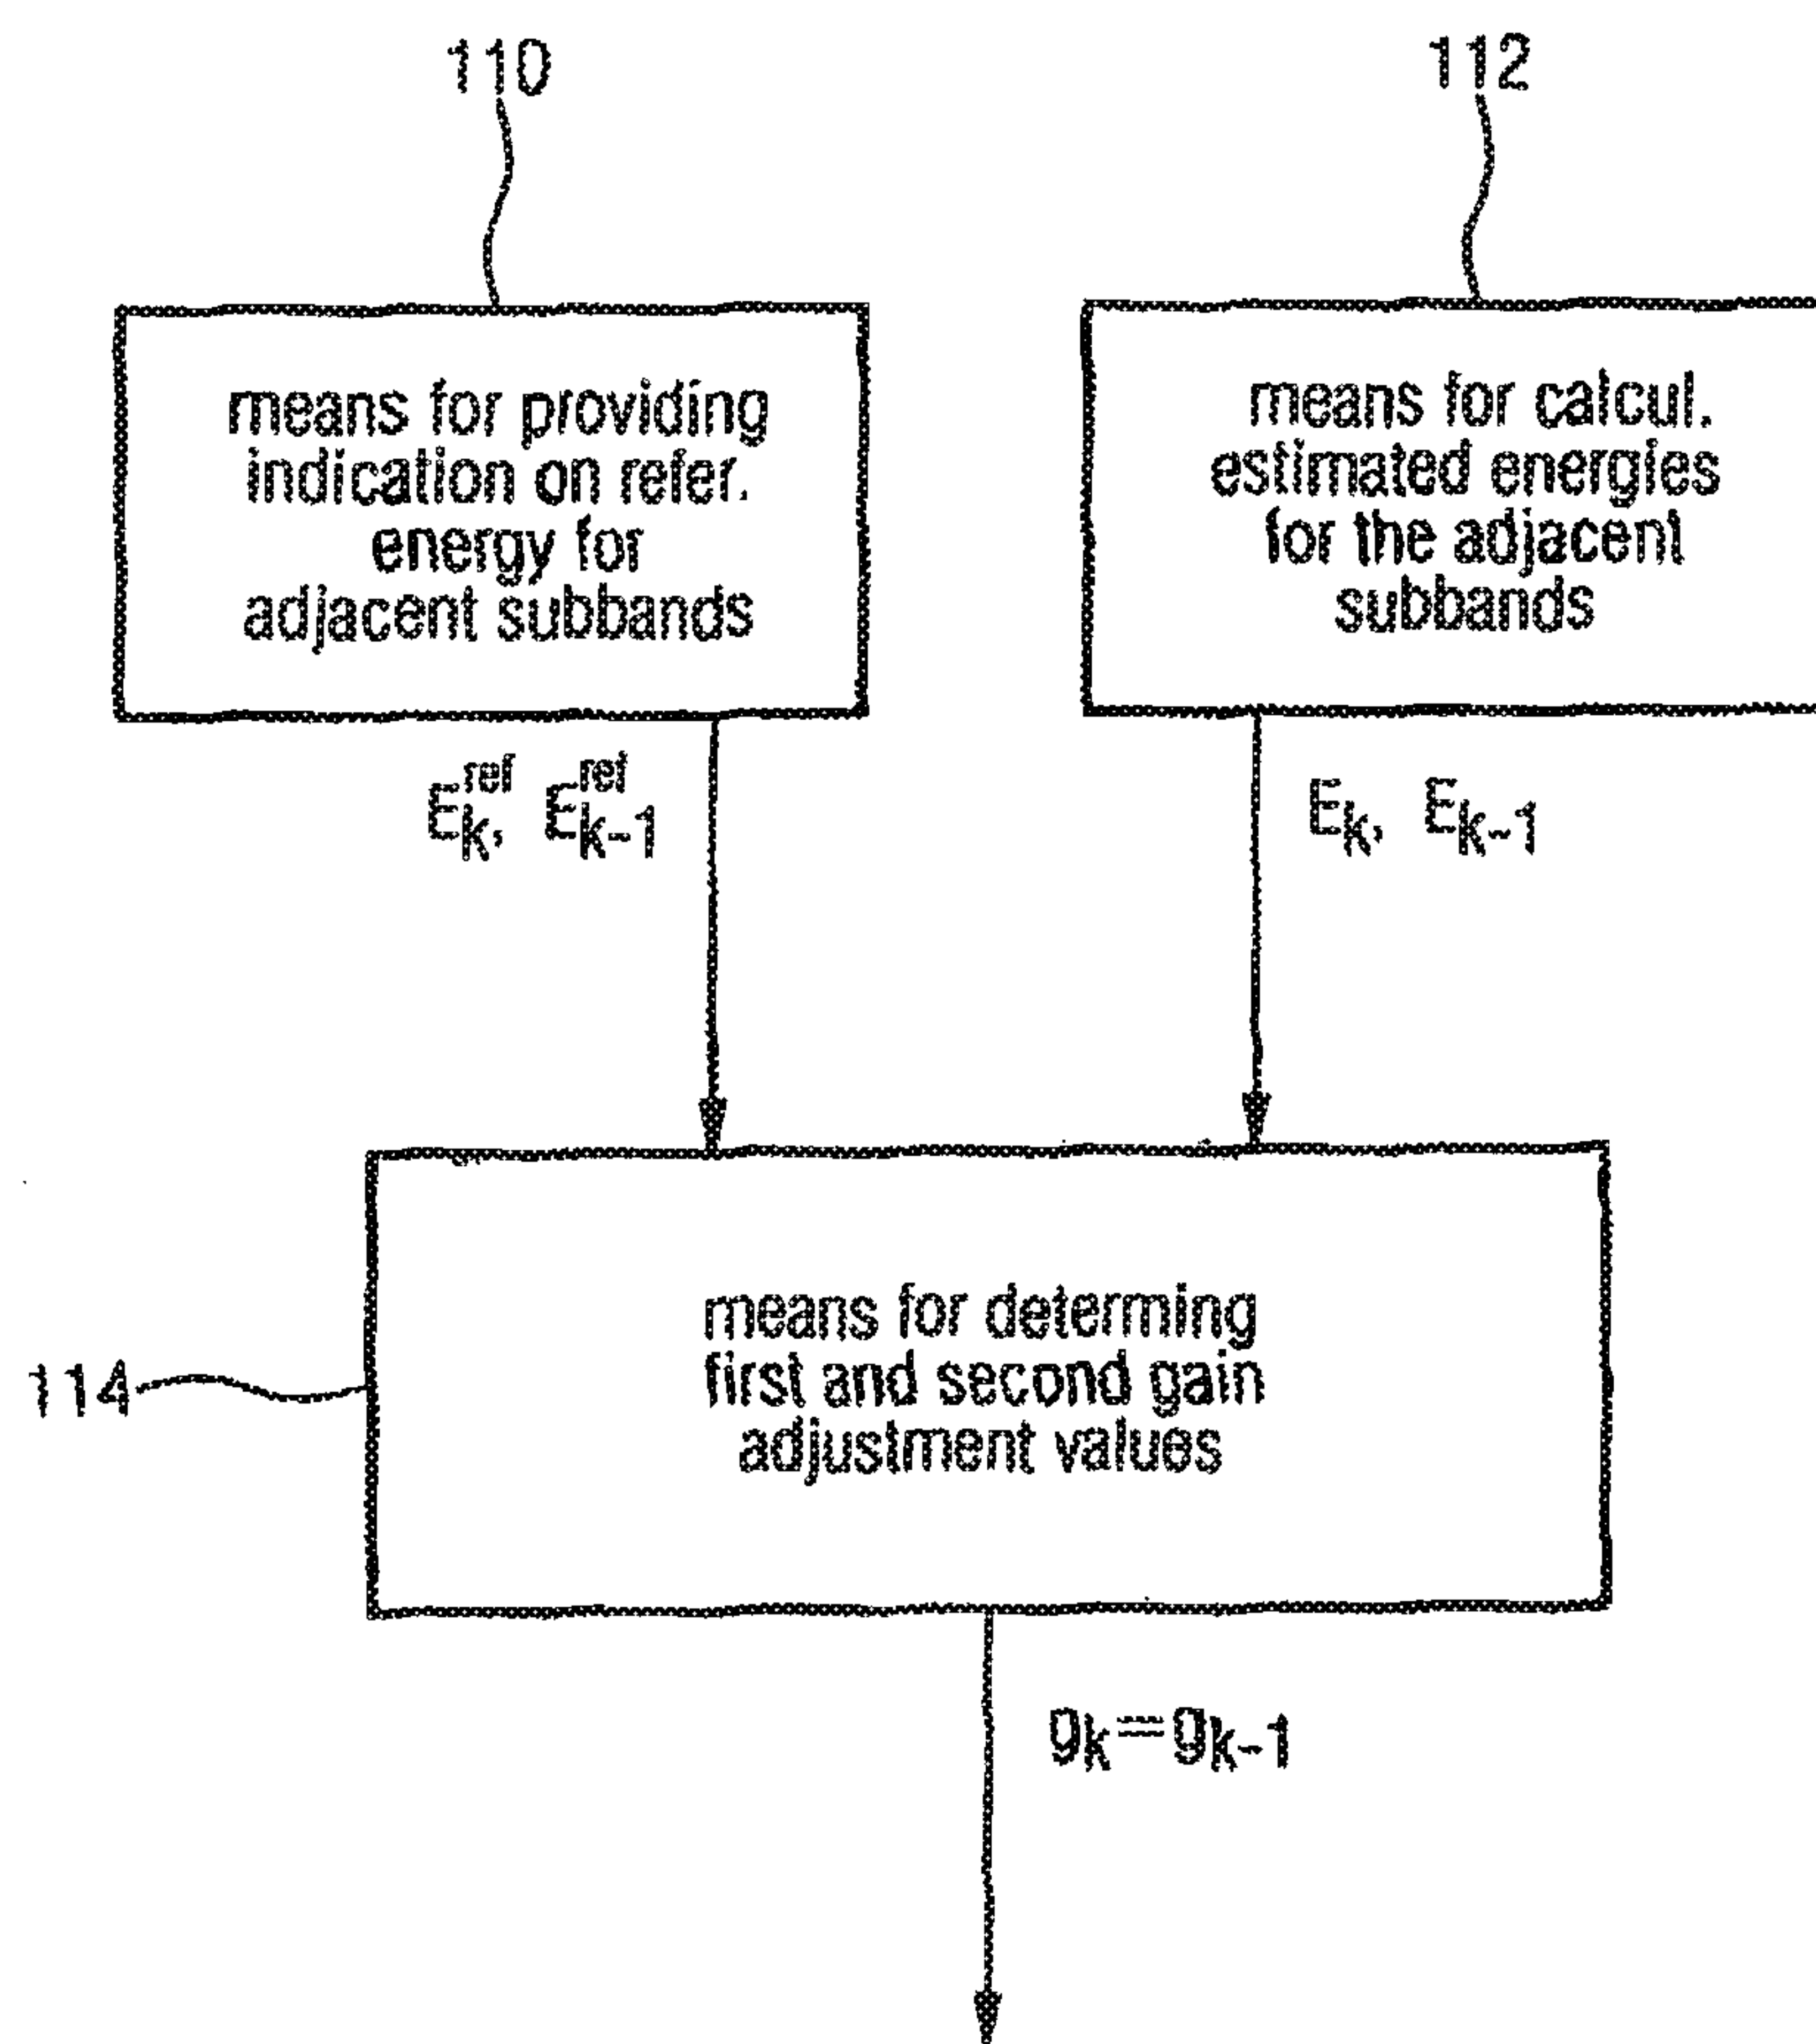 110
112
means for providing
indication on refer.
energy for
adjacent subbands
means for calcul.
estimated energies
for the adjacent
subbands
E_k^ref, E_k-1^ref
E_k, E_k-1
means for determing
first and second gain
adjustment values
114
g_k=g_k-1